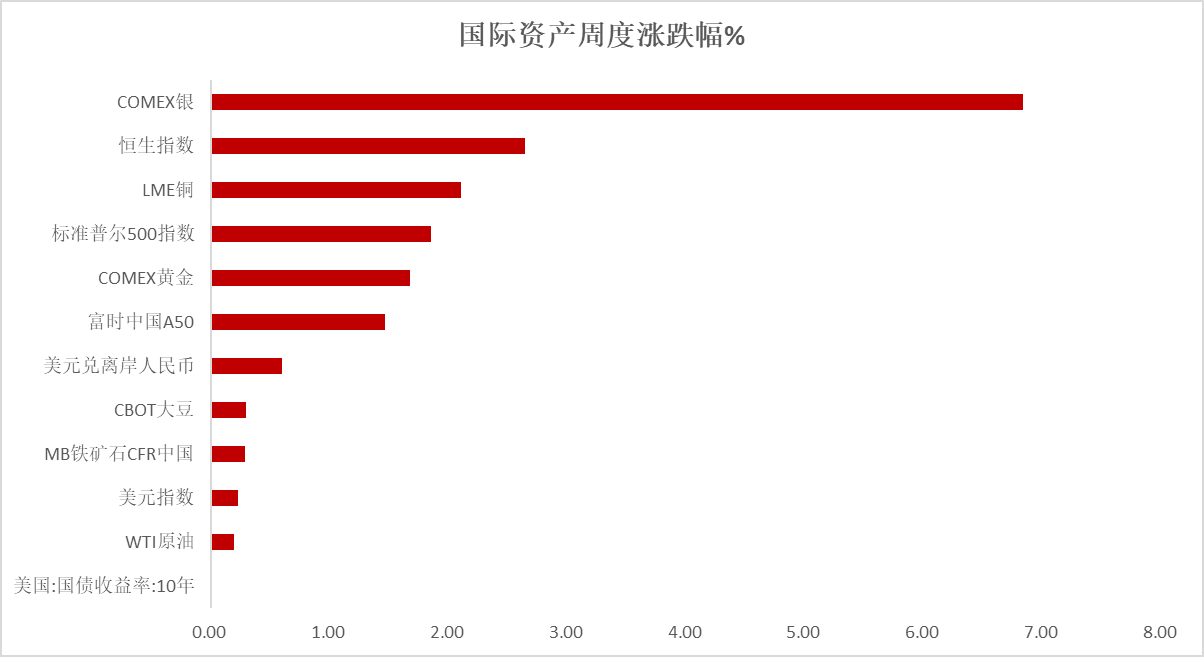 国际资产周度涨跌幅%
COMEX银
恒生指数
LME铜
标准普尔500指数
COMEX黄金
富时中国A50
美元兑离岸人民币
CBOT大豆
MB铁矿石CFR中国
美元指数
WTI原油
美国:国债收益率:10年
0.00 1.00 2.00 3.00 4.00 5.00 6.00 7.00 8.00